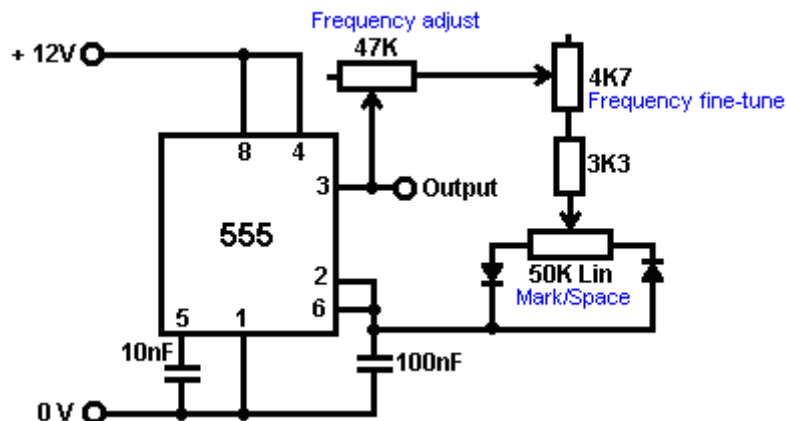 Frequency adjust
47K
+ 12V
4K7
Frequency fine-tune
8 4
3K3
3
Output
555
2
50K Lin
Mark/Space
6
5 1
10nF
100nF
0 V